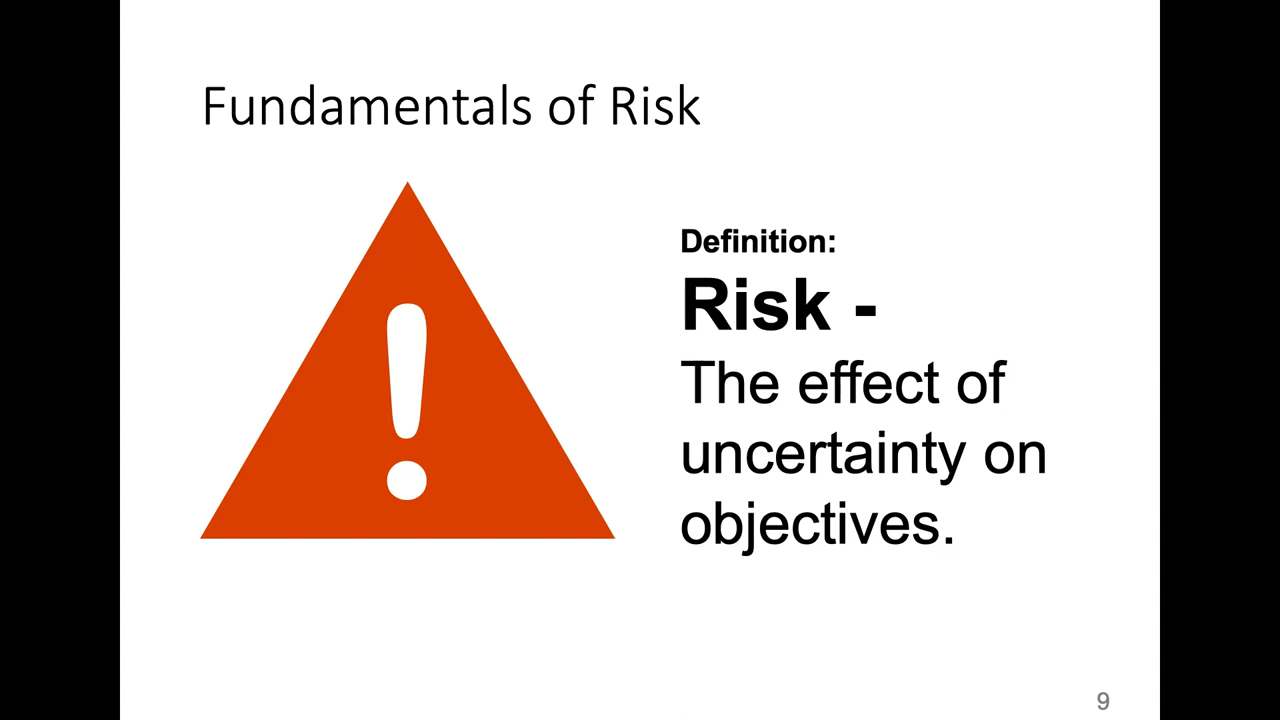 Fundamentals of Risk
Definition:
Risk -
The effect of
uncertainty on
objectives.
9